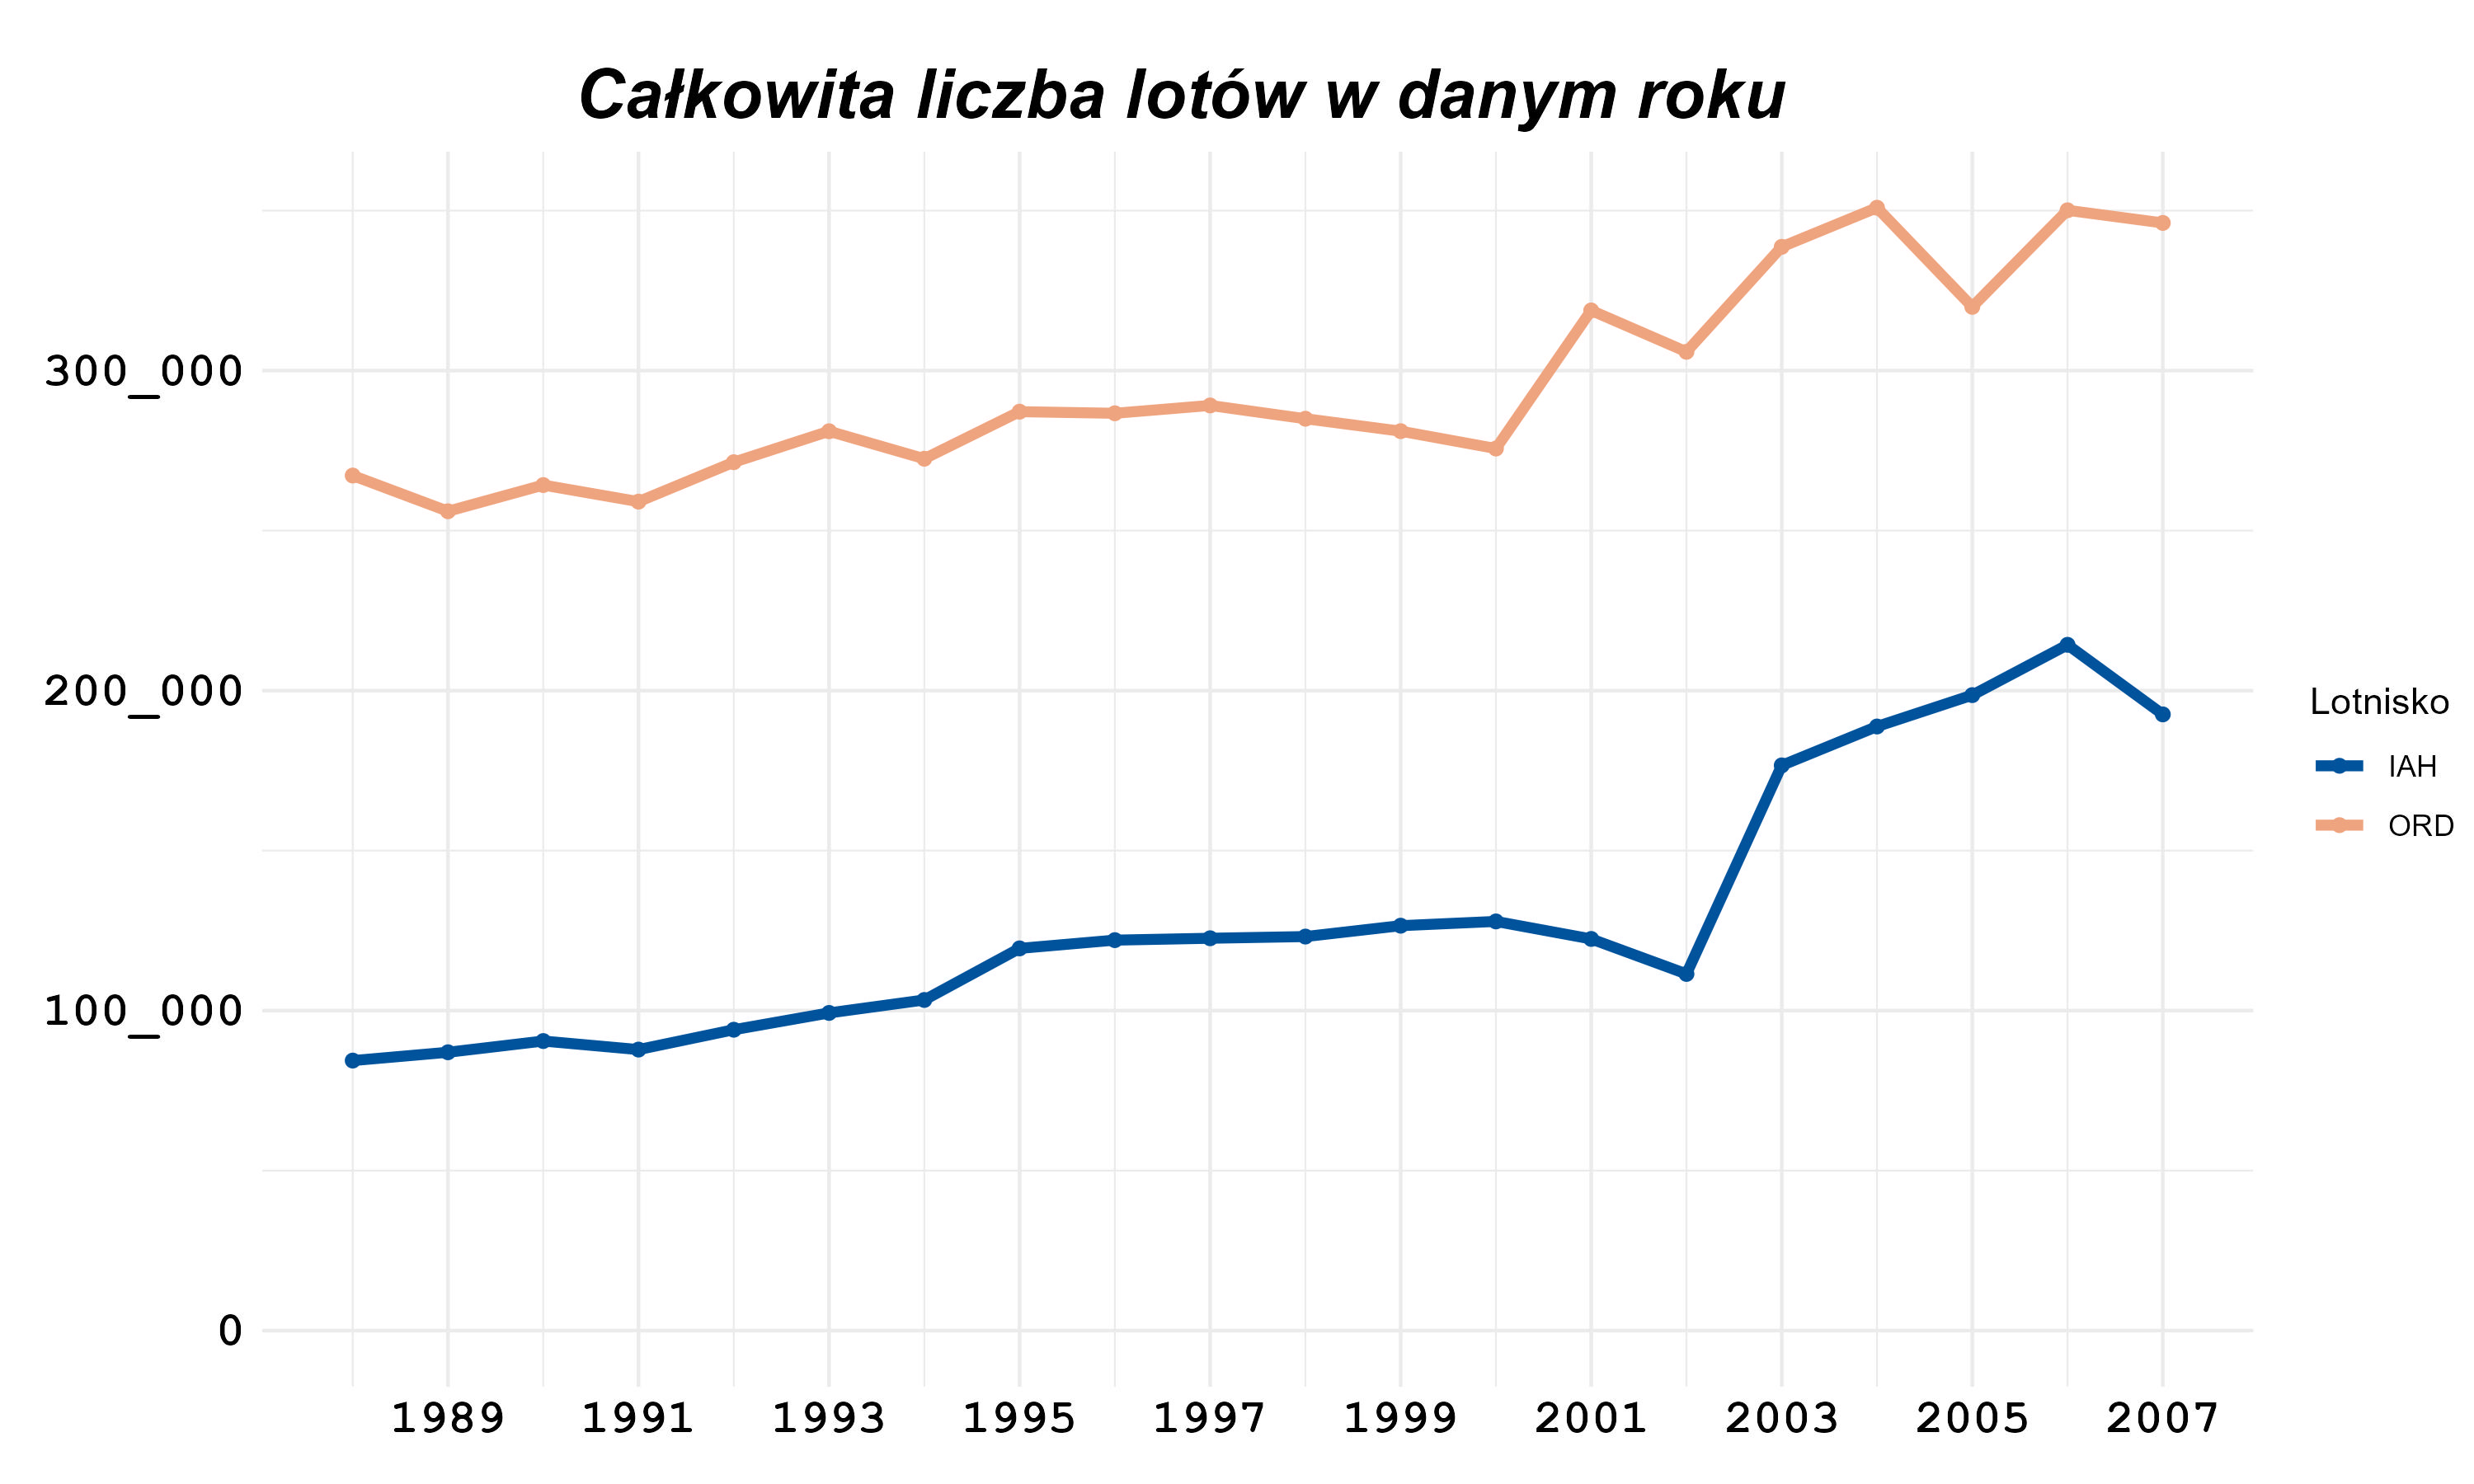 Całkowita liczba lotów w danym roku
300_000
200_000
100_000
0
1989 1991 1993 1995 1997 1999 2001 2003 2005 2007
Lotnisko
IAH
ORD